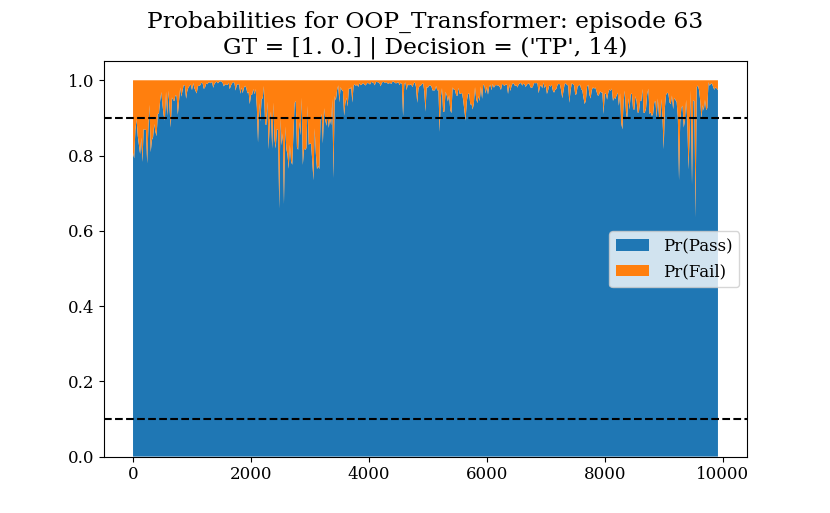 Probabilities for OOP_Transformer: episode 63
GT = [1. 0.] | Decision = ('TP', 14)
1.0
0.8
0.6
0.4
0.2
0.0
Pr(Pass)
Pr(Fail)
0 2000 4000 6000 8000 10000